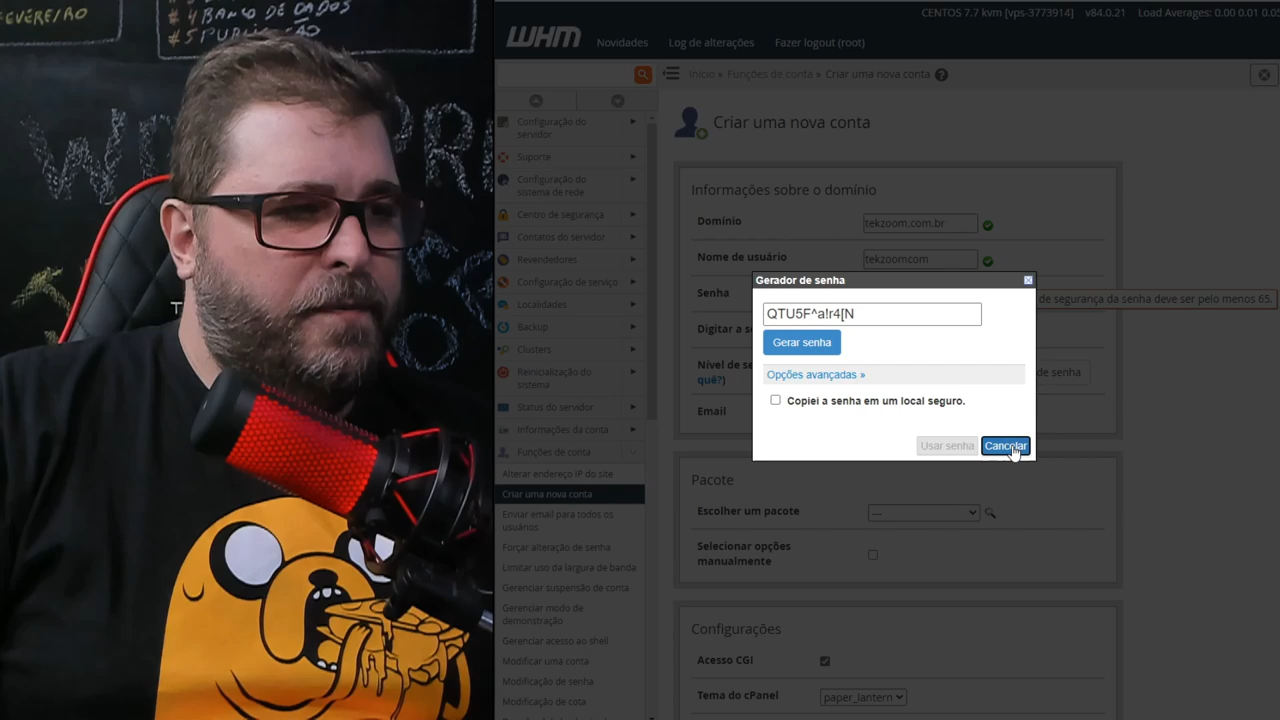 FEVEREIRO
#4 BANCO DE DADOS
CENTOS 7.7 kvm [vps-3773914] v84.0.21 Load Averages: 0.00 0.01 0.05
WHM
Novidades Log de alterações Fazer logout (root)
Início » Funções de conta » Criar uma nova conta
Configuração do
servidor
Suporte
Configuração do
sistema de rede
Centro de segurança
Contatos do servidor
Revendedores
Configuração de serviço
Localidades
Backup
Clusters
Reinicialização do
sistema
Status do servidor
Informações da conta
Funções de conta
Alterar endereço IP do site
Criar uma nova conta
Enviar email para todos os
usuários
Forçar alteração de senha
Limitar uso da largura de banda
Gerenciar suspensão de conta
Gerenciar modo de
demonstração
Gerenciar acesso ao shell
Modificar uma conta
Modificação de senha
Modificação de cota
Criar uma nova conta
Informações sobre o domínio
Domínio tekzoom.com.br
Nome de usuário tekzoomcom
Senha
de segurança da senha deve ser pelo menos 65.
Digitar a s
Nível de se
quê?)
de senha
Email
Gerador de senha
QTU5F^a!r4[N
Gerar senha
Opções avançadas »
Copiei a senha em um local seguro.
Usar senha Cancelar
Pacote
Escolher um pacote ---
Selecionar opções
manualmente
Configurações
Acesso CGI
Tema do cPanel paper_lantern